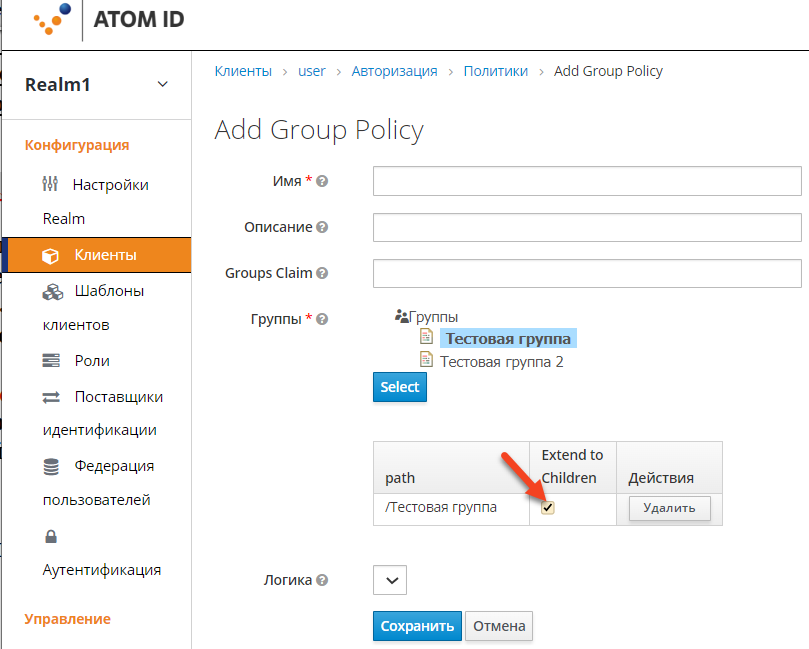 ATOM ID
Realm1
Клиенты > user > Авторизация > Политики > Add Group Policy
Add Group Policy
Конфигурация
Настройки
Realm
Клиенты
Шаблоны
клиентов
Роли
Поставщики
идентификации
Федерация
пользователей
Аутентификация
Управление
Имя *
Описание
Groups Claim
Группы *
Группы
Тестовая группа
Тестовая группа 2
Select
path
Extend to
Children
Действия
/Тестовая группа
Удалить
Логика
Сохранить
Отмена